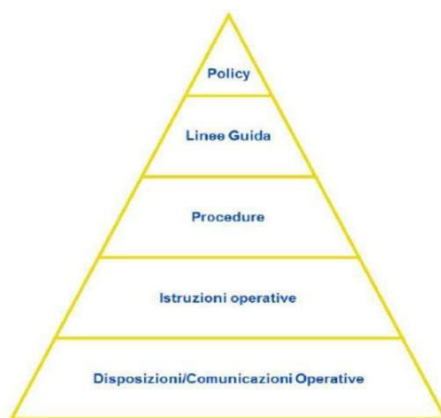 Policy
Linee Guida
Procedure
Istruzioni operative
Disposizioni/Comunicazioni Operative